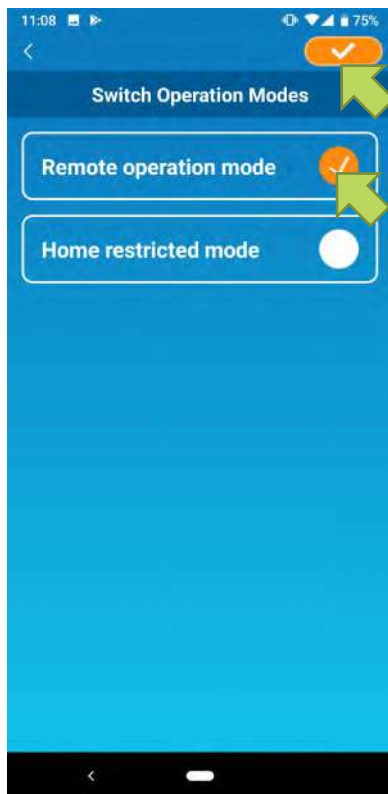 11:08
75%
Switch Operation Modes
Remote operation mode
Home restricted mode